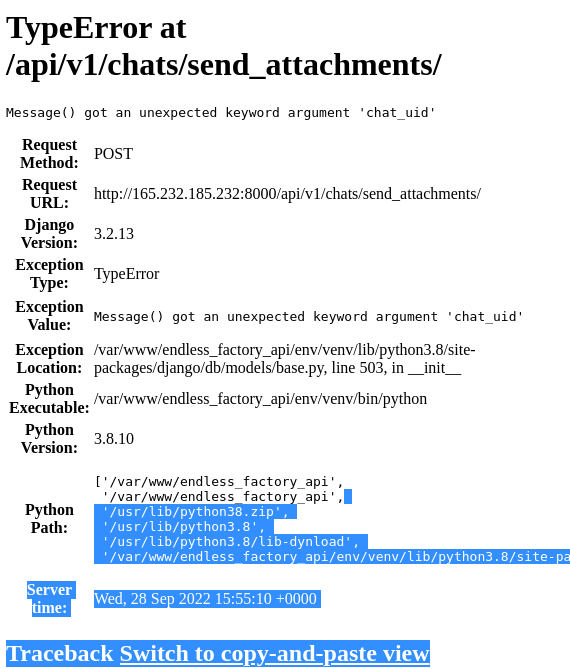 TypeError at
/api/v1/chats/send_attachments/
Message() got an unexpected keyword argument 'chat_uid'
Request Method: POST
Request URL: http://165.232.185.232:8000/api/v1/chats/send_attachments/
Django Version: 3.2.13
Exception Type: TypeError
Exception Value: Message() got an unexpected keyword argument 'chat_uid'
Exception Location: /var/www/endless_factory_api/env/venv/lib/python3.8/site-
packages/django/db/models/base.py, line 503, in __init__
Python Executable: /var/www/endless_factory_api/env/venv/bin/python
Python Version: 3.8.10
Python Path: ['/var/www/endless_factory_api',
'/var/www/endless_factory_api',
'/usr/lib/python38.zip',
'/usr/lib/python3.8',
'/usr/lib/python3.8/lib-dynload',
'/var/www/endless_factory_api/env/venv/lib/python3.8/site-pa
Server time: Wed, 28 Sep 2022 15:55:10 +0000
Traceback Switch to copy-and-paste view